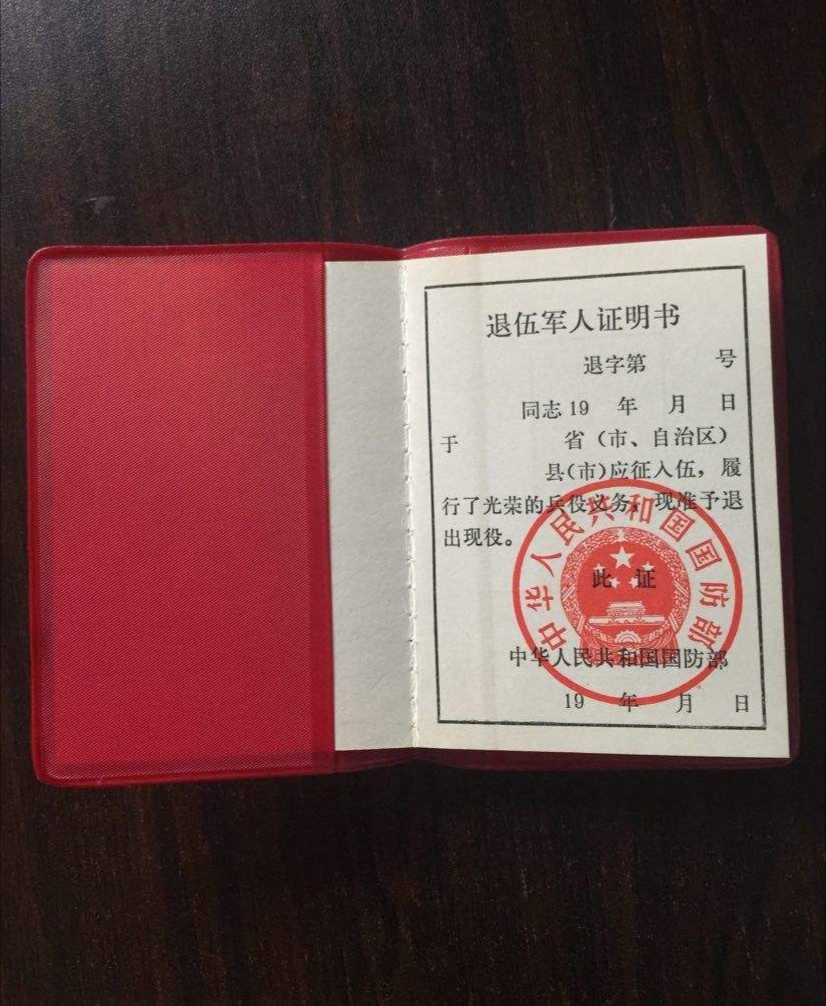 退伍军人证明书
退字第 号
同志19 年 月 日
于 省（市、自治区）
县(市)应征入伍，履
行了光荣的兵役义务，现准予退
出现役。
此 证
中华人民共和国国防部
中华人民共和国国防部
19 年 月 日